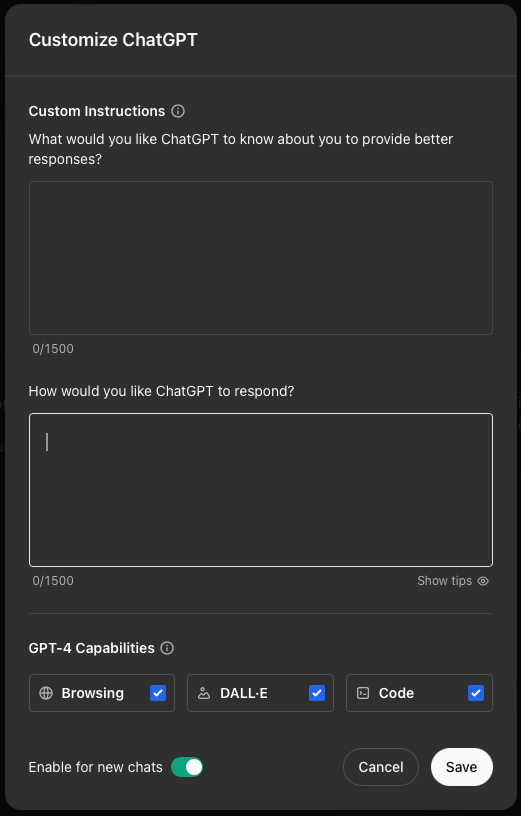 Customize ChatGPT
Custom Instructions
What would you like ChatGPT to know about you to provide better
responses?
0/1500
How would you like ChatGPT to respond?
0/1500 Show tips
GPT-4 Capabilities
Browsing DALL·E Code
Enable for new chats Cancel Save